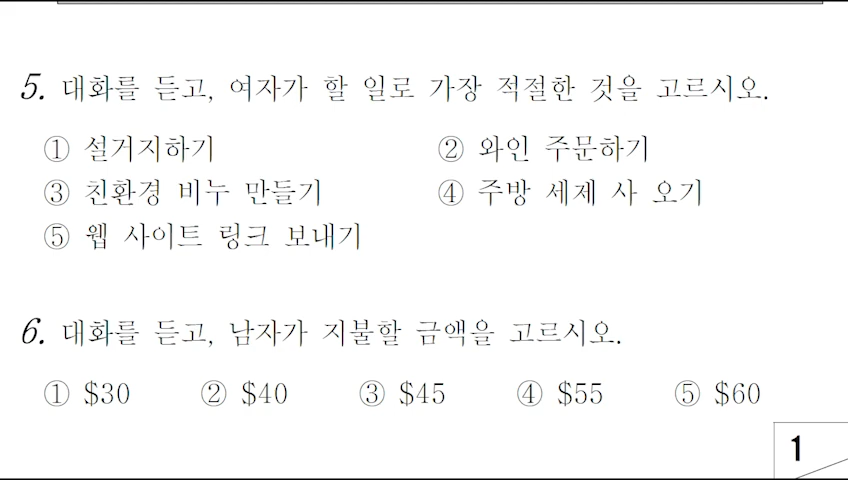 5. 대화를 듣고, 여자가 할 일로 가장 적절한 것을 고르시오.
① 설거지하기 ② 와인 주문하기
③ 친환경 비누 만들기 ④ 주방 세제 사 오기
⑤ 웹 사이트 링크 보내기
6. 대화를 듣고, 남자가 지불할 금액을 고르시오.
① $30 ② $40 ③ $45 ④ $55 ⑤ $60
1